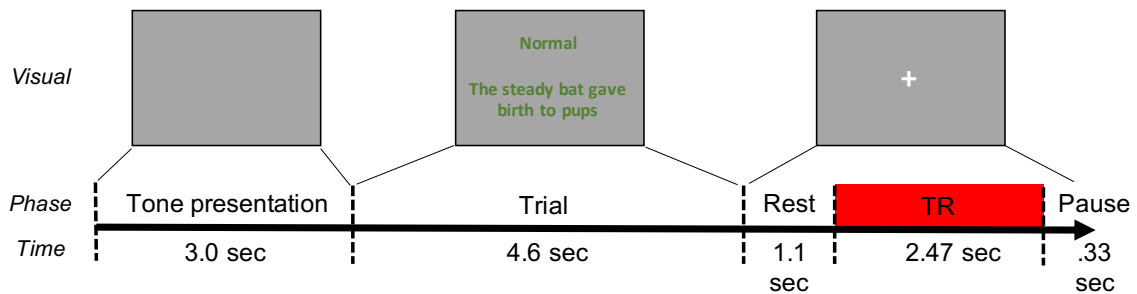 Visual
Normal
The steady bat gave
birth to pups
+
Phase
Tone presentation
Trial
Rest
TR
Pause
Time
3.0 sec
4.6 sec
1.1
sec
2.47 sec
.33
sec